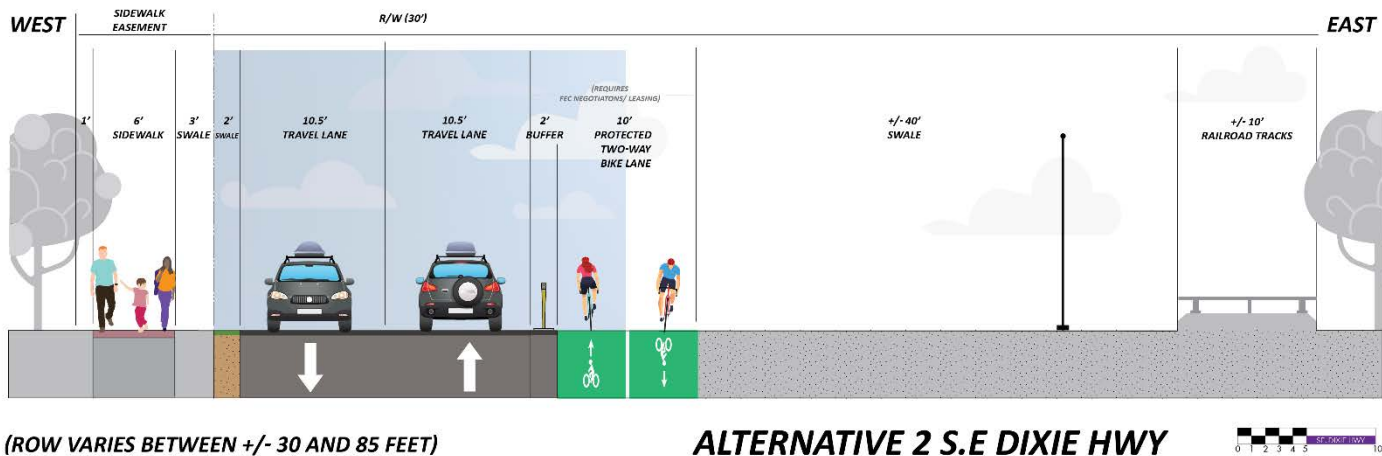 WEST
SIDEWALK
EASEMENT
R/W (30')
EAST
1'
6'
SIDEWALK
3'
SWALE
2'
SWALE
10.5'
TRAVEL LANE
10.5'
TRAVEL LANE
2'
BUFFER
(REQUIRES
FEC NEGOTIATONS/ LEASING)
10'
PROTECTED
TWO-WAY
BIKE LANE
+/- 40'
SWALE
+/- 10'
RAILROAD TRACKS
(ROW VARIES BETWEEN +/- 30 AND 85 FEET)
ALTERNATIVE 2 S.E DIXIE HWY
S.E. DIXIE HWY
0 1 2 3 4 5 10